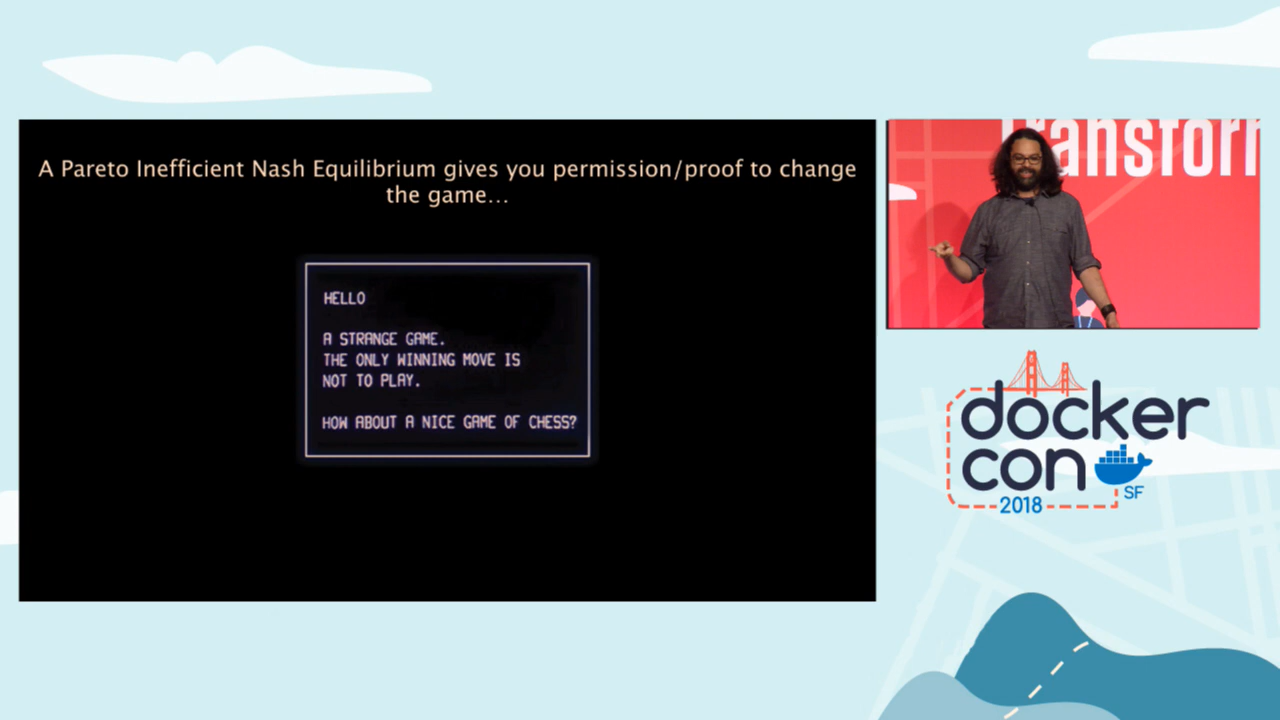 A Pareto Inefficient Nash Equilibrium gives you permission/proof to change
the game...
HELLO
A STRANGE GAME.
THE ONLY WINNING MOVE IS
NOT TO PLAY.
HOW ABOUT A NICE GAME OF CHESS?
Transform
docker
con
SF
2018